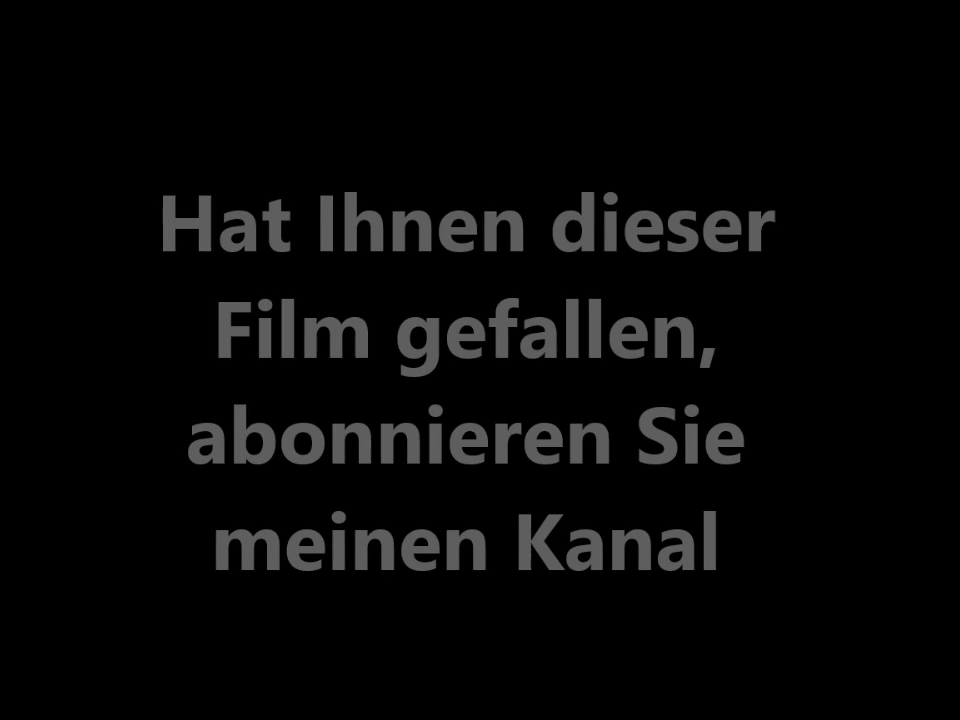 Hat Ihnen dieser
Film gefallen,
abonnieren Sie
meinen Kanal